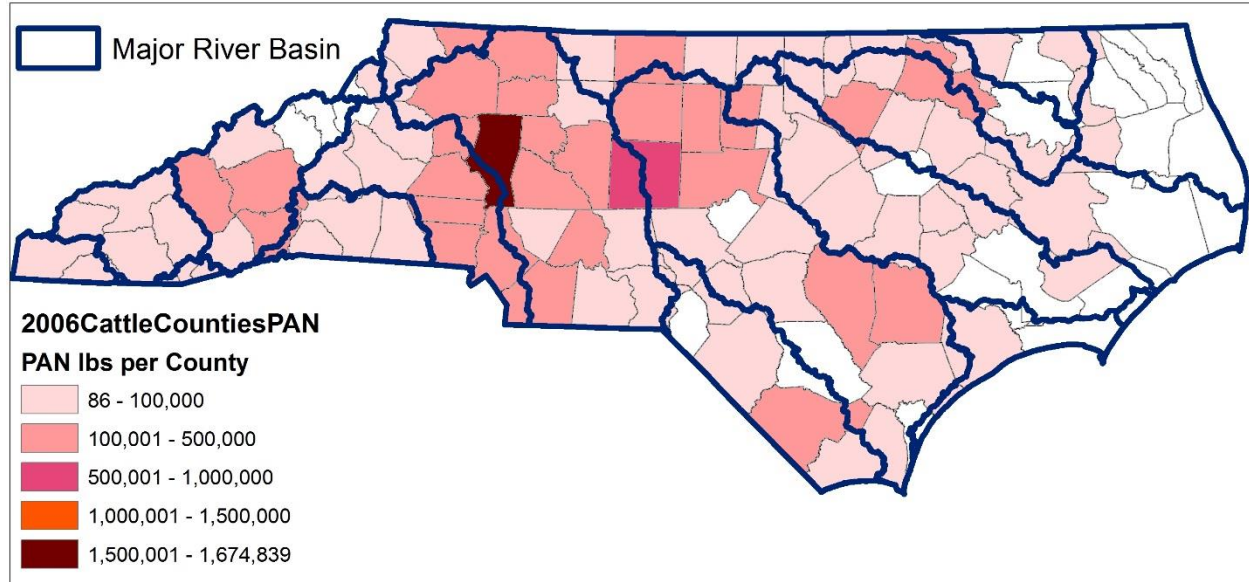 Major River Basin
2006CattleCountiesPAN
PAN lbs per County
86 - 100,000
100,001 - 500,000
500,001 - 1,000,000
1,000,001 - 1,500,000
1,500,001 - 1,674,839